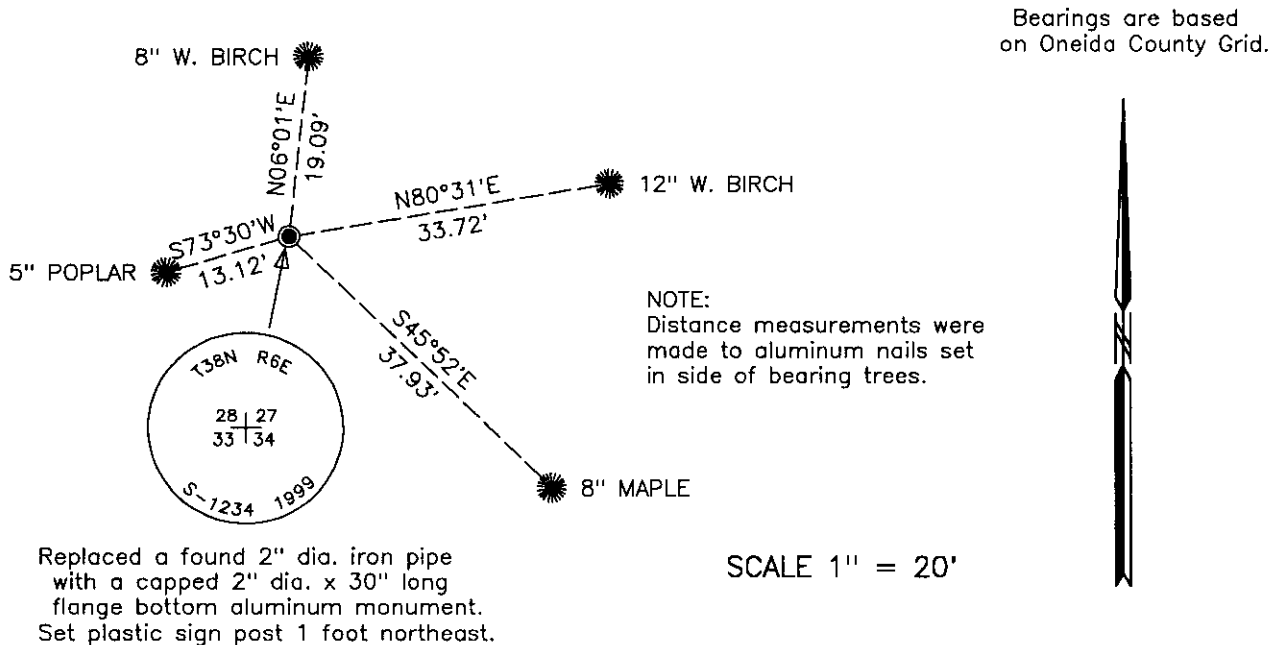 Bearings are based
on Oneida County Grid.
8" W. BIRCH
N06°01'E
19.09'
N80°31'E
33.72'
12" W. BIRCH
S73°30'W
13.12'
5" POPLAR
S45°52'E
37.93'
8" MAPLE
NOTE:
Distance measurements were
made to aluminum nails set
in side of bearing trees.
T38N R6E
28 27
33 34
S-1234 1999
Replaced a found 2" dia. iron pipe
with a capped 2" dia. x 30" long
flange bottom aluminum monument.
Set plastic sign post 1 foot northeast.
SCALE 1" = 20'